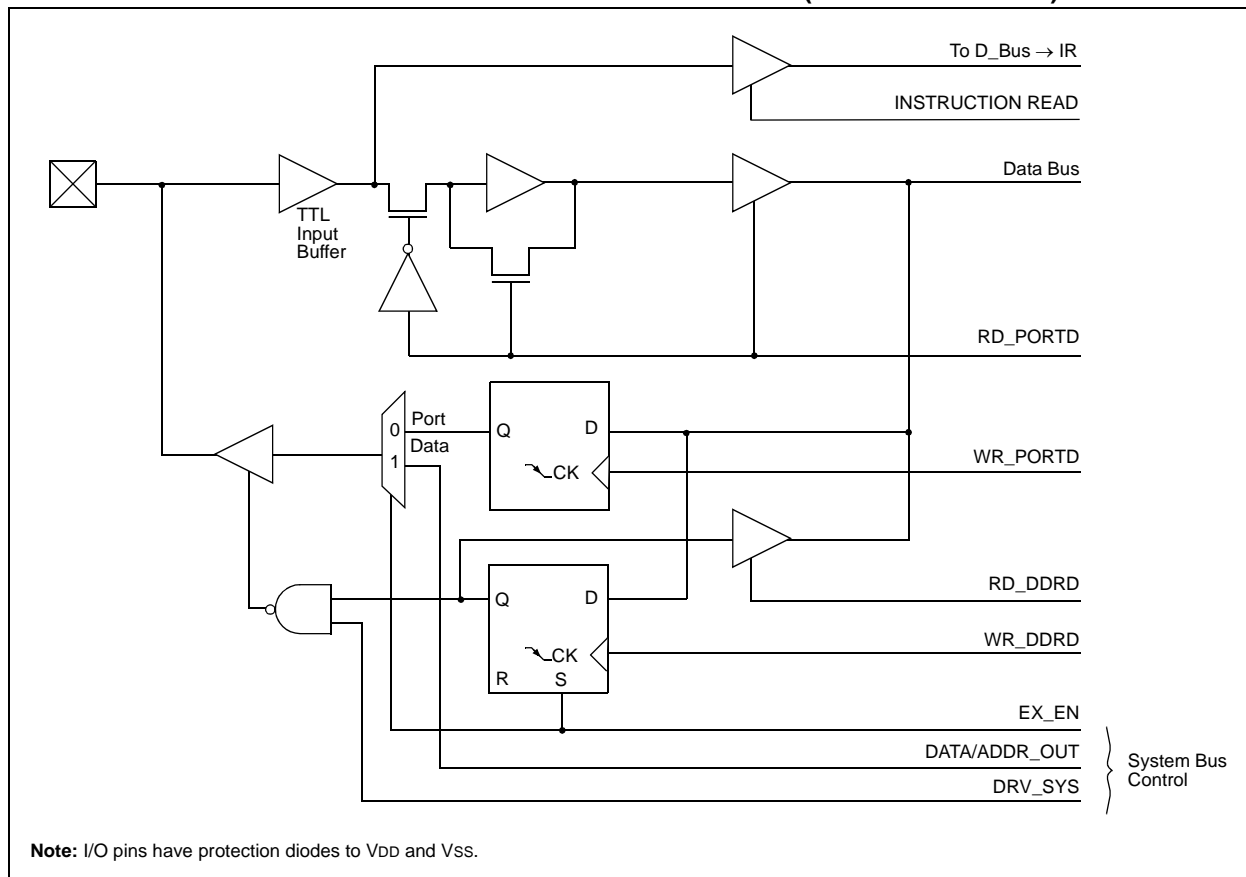 To D_Bus → IR
INSTRUCTION READ
Data Bus
TTL
Input
Buffer
RD_PORTD
0
Port
Data
1
Q
D
CK
WR_PORTD
Q
D
CK
R
S
RD_DDRD
WR_DDRD
EX_EN
DATA/ADDR_OUT
DRV_SYS
System Bus
Control
Note: I/O pins have protection diodes to VDD and VSS.